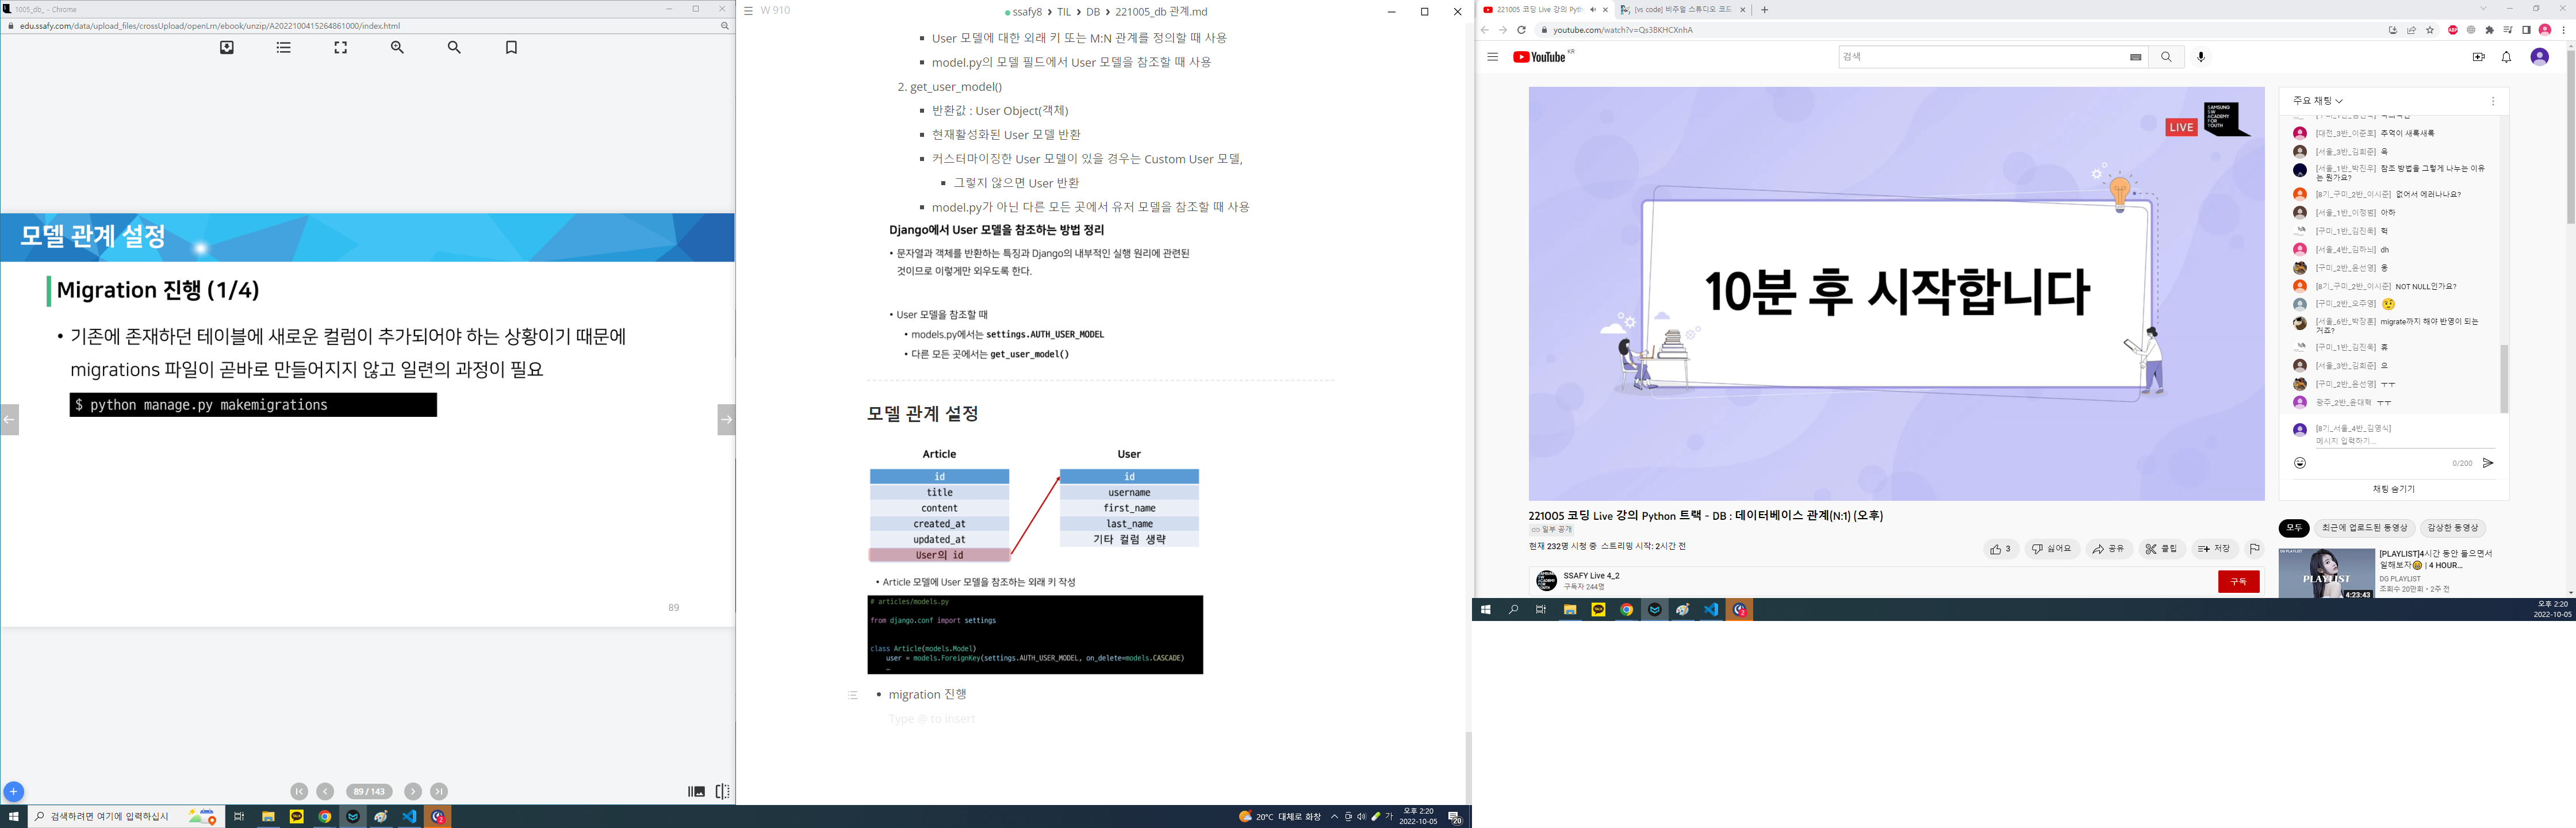 1005_db_ - Chrome
edu.ssafy.com/data/upload_files/crossUpload/openLrn/ebook/unzip/A2022100415264861000/index.html
모델 관계 설정
Migration 진행 (1/4)
• 기존에 존재하던 테이블에 새로운 컬럼이 추가되어야 하는 상황이기 때문에
migrations 파일이 곧바로 만들어지지 않고 일련의 과정이 필요
$ python manage.py makemigrations
89
89 / 143
검색하려면 여기에 입력하십시
W 910
ssafy8 > TIL > DB > 221005_db 관계.md
User 모델에 대한 외래 키 또는 M:N 관계를 정의할 때 사용
model.py의 모델 필드에서 User 모델을 참조할 때 사용
2. get_user_model()
반환값 : User Object(객체)
현재활성화된 User 모델 반환
커스터마이징한 User 모델이 있을 경우는 Custom User 모델,
그렇지 않으면 User 반환
model.py가 아닌 다른 모든 곳에서 유저 모델을 참조할 때 사용
Django에서 User 모델을 참조하는 방법 정리
• 문자열과 객체를 반환하는 특징과 Django의 내부적인 실행 원리에 관련된
것이므로 이렇게만 외우도록 한다.
• User 모델을 참조할 때
• models.py에서는 settings.AUTH_USER_MODEL
• 다른 모든 곳에서는 get_user_model()
모델 관계 설정
Article
id
title
content
created_at
updated_at
User의 id
User
id
username
first_name
last_name
기타 컬럼 생략
• Article 모델에 User 모델을 참조하는 외래 키 작성
# articles/models.py
from django.conf import settings
class Article(models.Model)
user = models.ForeignKey(settings.AUTH_USER_MODEL, on_delete=models.CASCADE)
• migration 진행
Type @ to insert
20°C 대체로 화창
가
오후 2:20
2022-10-05
20
221005 코딩 Live 강의 Pyth
[vs code] 비주얼 스튜디오 코드
youtube.com/watch?v=Qs3BKHCXnhA
YouTube KR
검색
LIVE
SAMSUNG
SW
ACADEMY
FOR
YOUTH
10분 후 시작합니다
221005 코딩 Live 강의 Python 트랙 - DB : 데이터베이스 관계(N:1) (오후)
일부 공개
현재 232명 시청 중 스트리밍 시작: 2시간 전
3
싫어요
공유
클립
저장
SSAFY Live 4_2
구독자 244명
구독
주요 채팅
[대전_3반_이준호] 추억이 새록새록
[서울_3반_김희준] 옥
[서울_1반_박진우] 참조 방법을 그렇게 나누는 이유
는 뭔가요?
[8기_구미_2반_이시준] 없어서 에러나나요?
[서울_1반_이정범] 아하
[구미_1반_김진욱] 헉
[서울_4반_김하늬] dh
[구미_2반_윤선영] 옹
[8기_구미_2반_이시준] NOT NULL인가요?
[구미_2반_오주영]
[서울_6반_박장훈] migrate까지 해야 반영이 되는
거죠?
[구미_1반_김진욱] 휴
[서울_3반_김희준] 으
[구미_2반_윤선영] ㅜㅜ
광주_2반_윤대혁 ㅜㅜ
[8기_서울_4반_김영식]
메시지 입력하기...
0/200
채팅 숨기기
모두
최근에 업로드된 동영상
감상한 동영상
PLAYLIST
4:23:43
[PLAYLIST]4시간 동안 들으면서
일해보자 | 4 HOUR...
DG PLAYLIST
조회수 20만회 • 2주 전
오후 2:20
2022-10-05